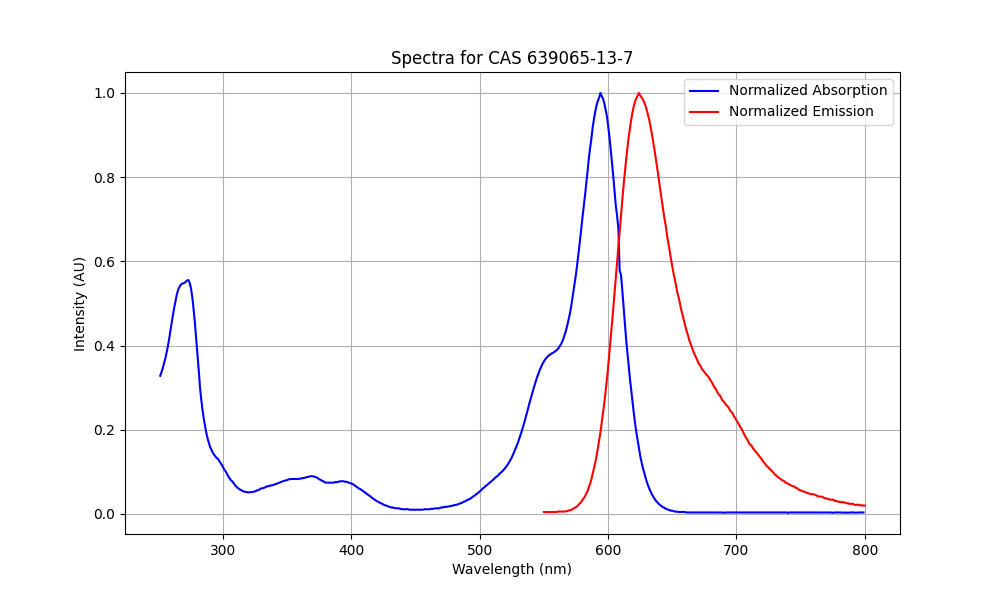 Spectra for CAS 639065-13-7
Normalized Absorption
Normalized Emission
1.0
0.8
0.6
0.4
0.2
0.0
Intensity (AU)
300 400 500 600 700 800
Wavelength (nm)